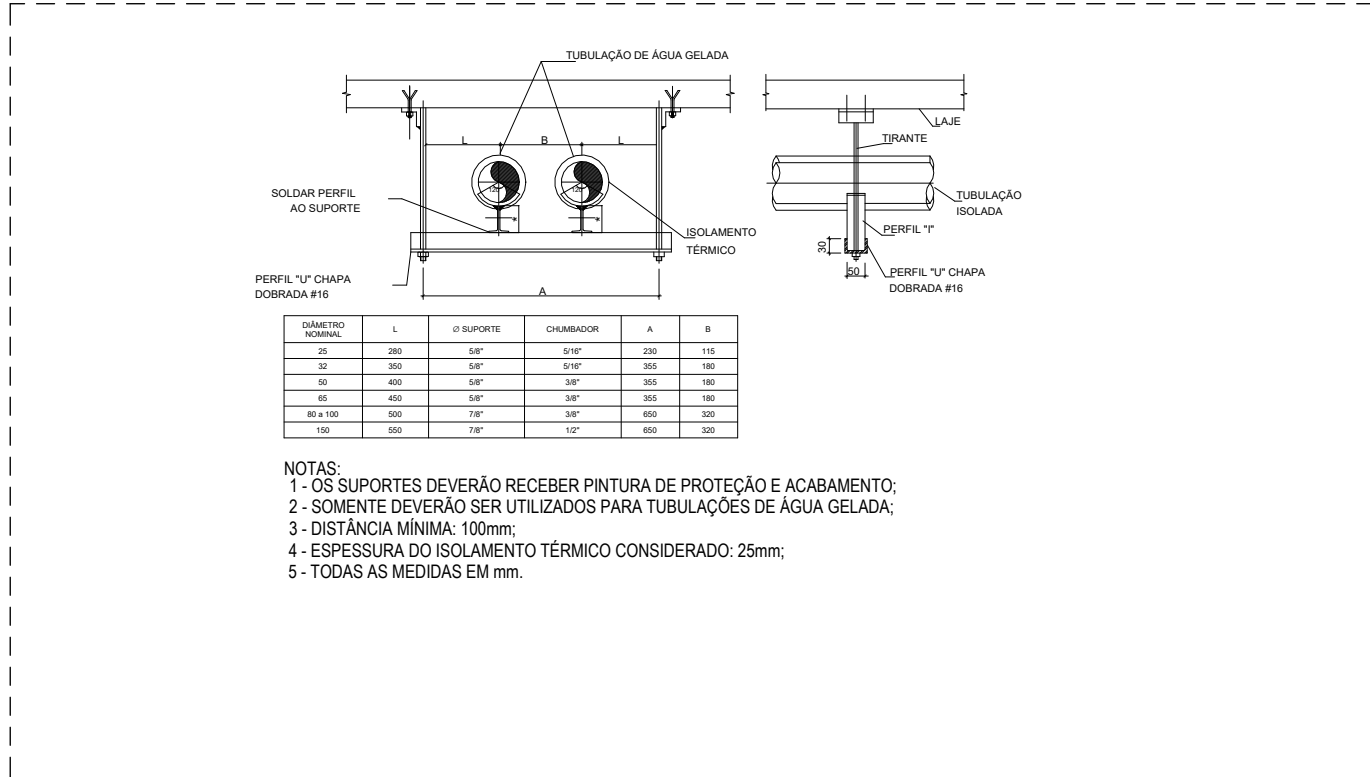 TUBULAÇÃO DE ÁGUA GELADA
L B L
120° 120°
* *
SOLDAR PERFIL
AO SUPORTE
ISOLAMENTO
TÉRMICO
PERFIL "U" CHAPA
DOBRADA #16
A
LAJE
TIRANTE
TUBULAÇÃO
ISOLADA
PERFIL "I"
30
50
PERFIL "U" CHAPA
DOBRADA #16
DIÂMETRO
NOMINAL L Ø SUPORTE CHUMBADOR A B
25 280 5/8" 5/16" 230 115
32 350 5/8" 5/16" 355 180
50 400 5/8" 3/8" 355 180
65 450 5/8" 3/8" 355 180
80 a 100 500 7/8" 3/8" 650 320
150 550 7/8" 1/2" 650 320
NOTAS:
1 - OS SUPORTES DEVERÃO RECEBER PINTURA DE PROTEÇÃO E ACABAMENTO;
2 - SOMENTE DEVERÃO SER UTILIZADOS PARA TUBULAÇÕES DE ÁGUA GELADA;
3 - DISTÂNCIA MÍNIMA: 100mm;
4 - ESPESSURA DO ISOLAMENTO TÉRMICO CONSIDERADO: 25mm;
5 - TODAS AS MEDIDAS EM mm.